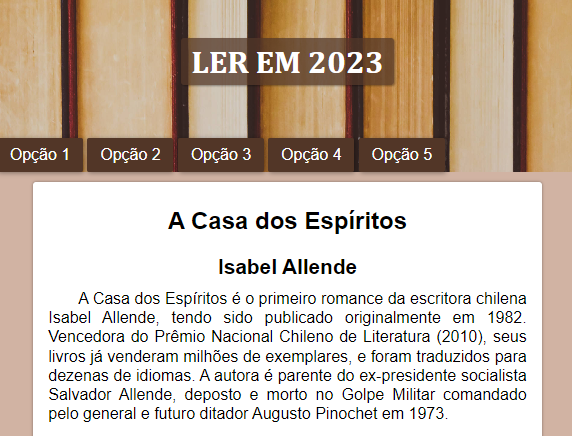 LER EM 2023
Opção 1 Opção 2 Opção 3 Opção 4 Opção 5
A Casa dos Espíritos
Isabel Allende
A Casa dos Espíritos é o primeiro romance da escritora chilena
Isabel Allende, tendo sido publicado originalmente em 1982.
Vencedora do Prêmio Nacional Chileno de Literatura (2010), seus
livros já venderam milhões de exemplares, e foram traduzidos para
dezenas de idiomas. A autora é parente do ex-presidente socialista
Salvador Allende, deposto e morto no Golpe Militar comandado
pelo general e futuro ditador Augusto Pinochet em 1973.